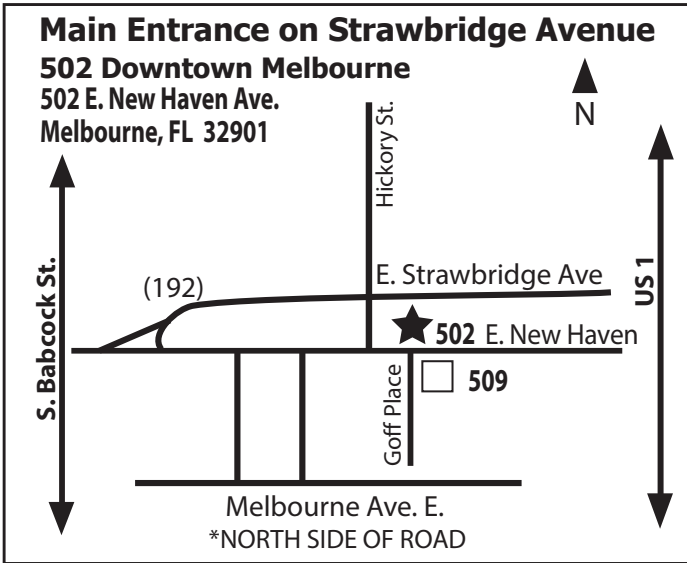 Main Entrance on Strawbridge Avenue
502 Downtown Melbourne
502 E. New Haven Ave.
Melbourne, FL  32901
N
Hickory St.
S. Babcock St.
US 1
(192)
E. Strawbridge Ave
502 E. New Haven
Goff Place
509
Melbourne Ave. E.
*NORTH SIDE OF ROAD